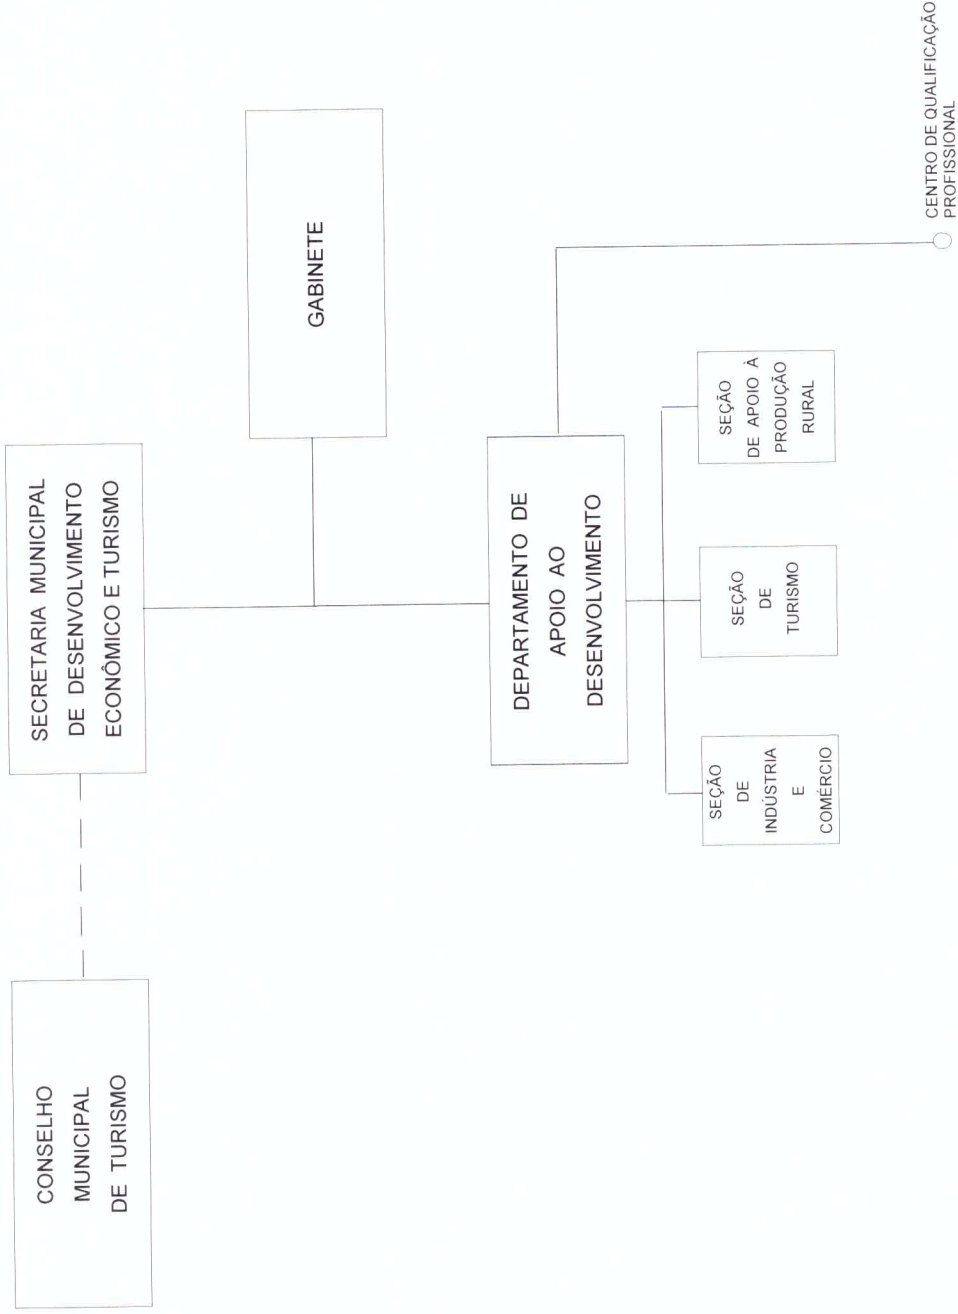 CONSELHO
MUNICIPAL
DE TURISMO
SECRETARIA MUNICIPAL
DE DESENVOLVIMENTO
ECONÔMICO E TURISMO
GABINETE
DEPARTAMENTO DE
APOIO AO
DESENVOLVIMENTO
SEÇÃO
DE
INDÚSTRIA
E
COMÉRCIO
SEÇÃO
DE
TURISMO
SEÇÃO
DE APOIO À
PRODUÇÃO
RURAL
CENTRO DE QUALIFICAÇÃO
PROFISSIONAL